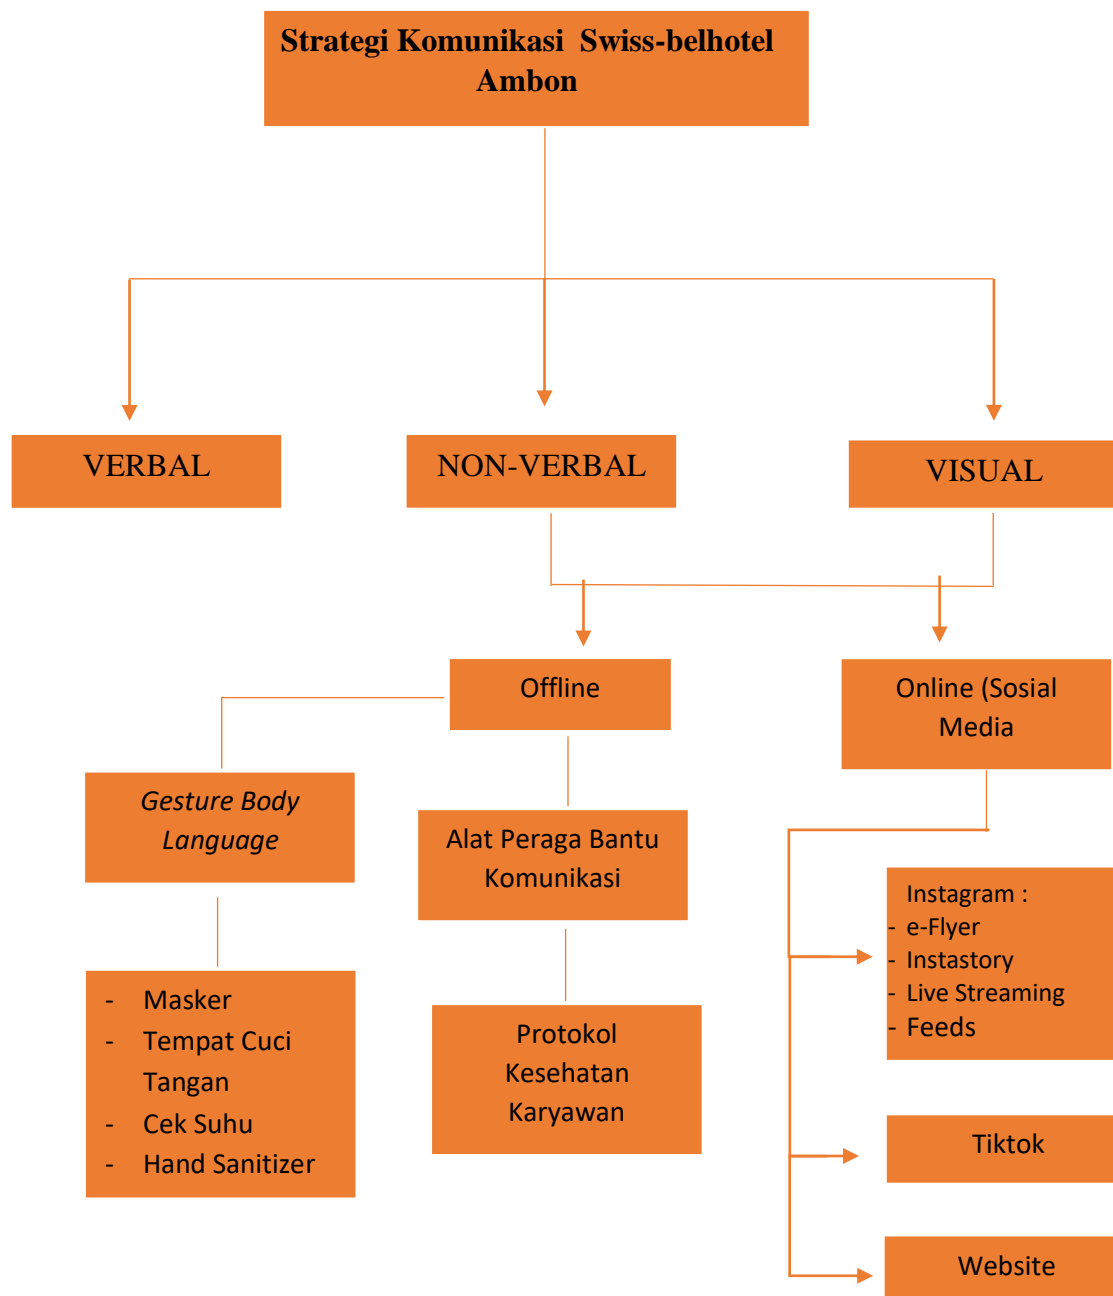 Strategi Komunikasi Swiss-belhotel
Ambon
VERBAL
NON-VERBAL
VISUAL
Offline
Online (Sosial
Media
Gesture Body
Language
Alat Peraga Bantu
Komunikasi
Instagram :
- e-Flyer
- Instastory
- Live Streaming
- Feeds
- Masker
- Tempat Cuci
Tangan
- Cek Suhu
- Hand Sanitizer
Protokol
Kesehatan
Karyawan
Tiktok
Website